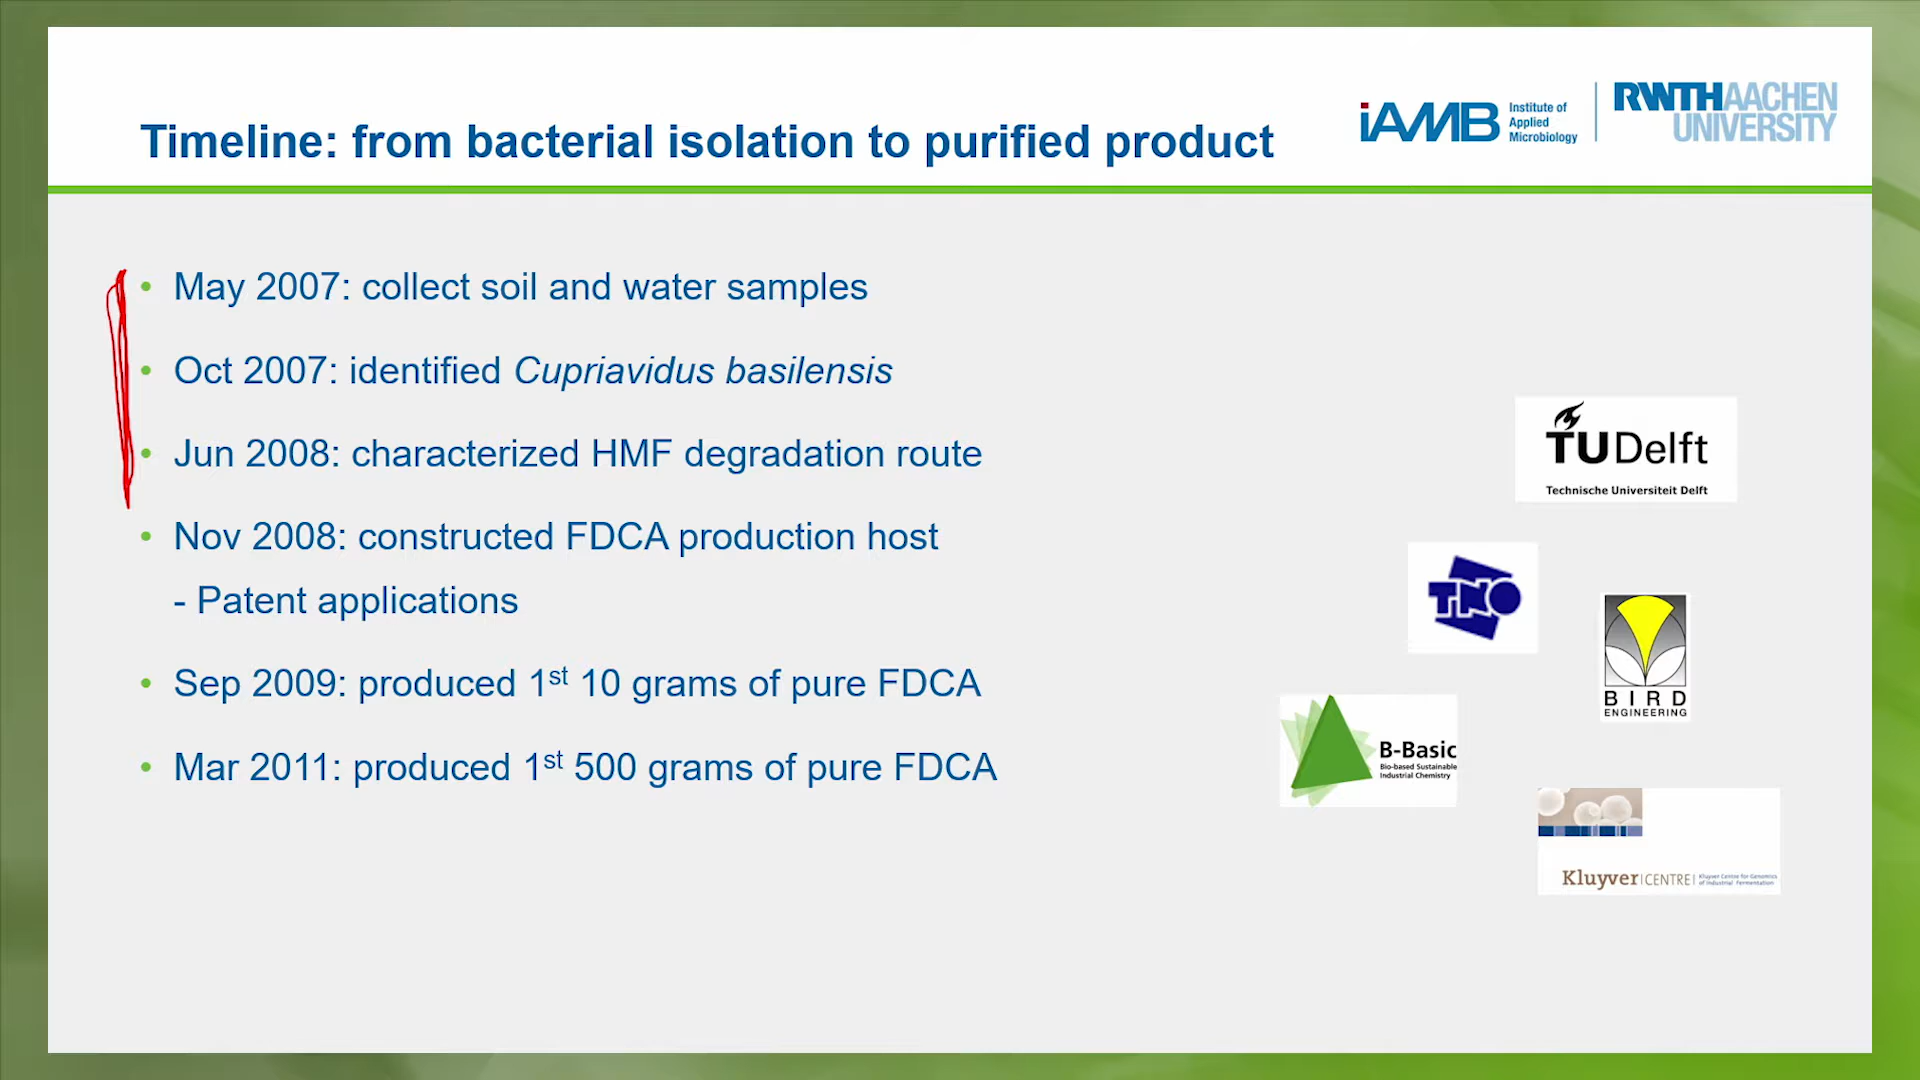 iAMB
Institute of
Applied
Microbiology
RWTH AACHEN
UNIVERSITY
Timeline: from bacterial isolation to purified product
• May 2007: collect soil and water samples
• Oct 2007: identified Cupriavidus basilensis
• Jun 2008: characterized HMF degradation route
• Nov 2008: constructed FDCA production host
- Patent applications
• Sep 2009: produced 1st 10 grams of pure FDCA
• Mar 2011: produced 1st 500 grams of pure FDCA
TU Delft
Technische Universiteit Delft
TNO
BIRD
ENGINEERING
B-Basic
Bio-based Sustainable
Industrial Chemistry
Kluyver CENTRE
Kluyver Centre for Genomics
of Industrial Fermentation